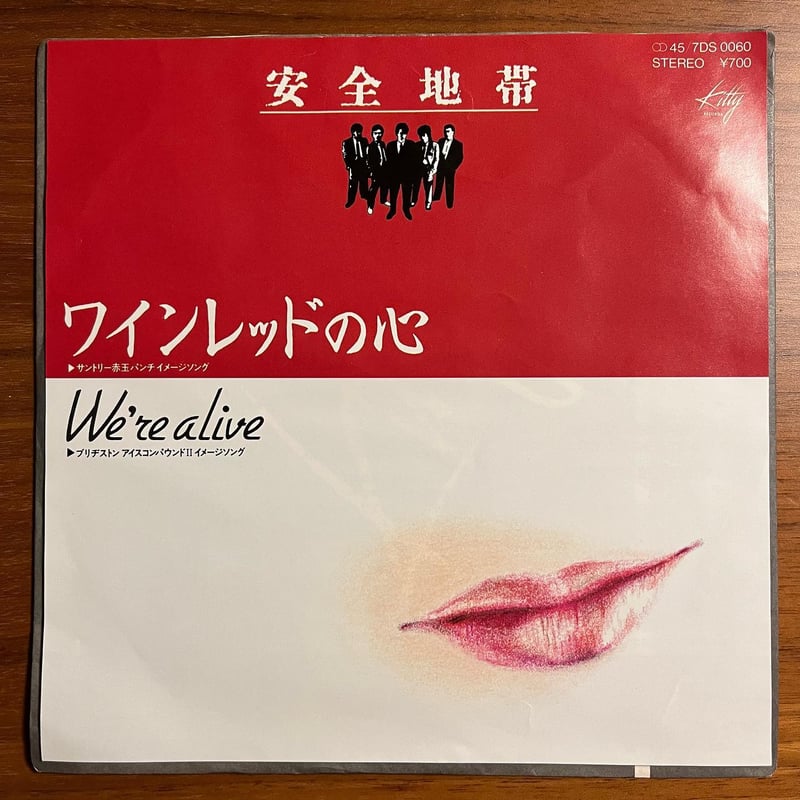 ㏅45/7DS 0060
STEREO ¥700
Kitty
RECORDS
安全地帯
ワインレッドの心
▶サントリー赤玉パンチ イメージソング
We're alive
▶ブリヂストン アイスコンパウンドII イメージソング